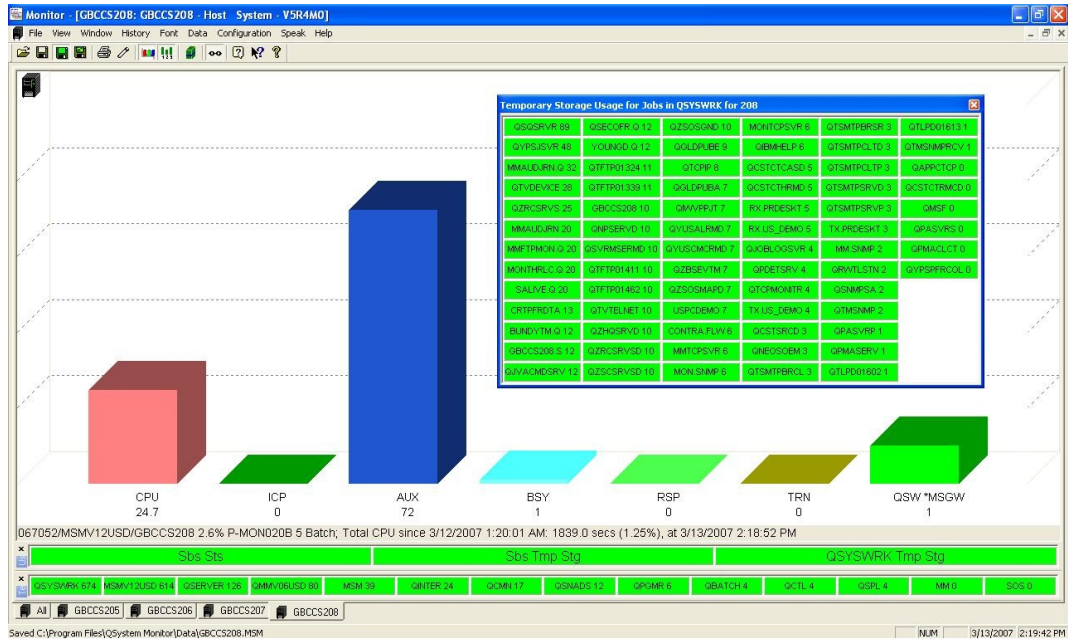 Monitor - [GBCCS208: GBCCS208 - Host System - V5R4M0]
File View Window History Font Data Configuration Speak Help
Temporary Storage Usage for Jobs in QSYSWRK for 208
QSQSRVR 89 QSECOFR.Q 12 QZSOSGND 10 MONTCPSVR 6 QTSMTPBRSR 3 QTLPD01613 1
QYPSJSVR 48 YOUNGD.Q 12 QGLDPUBE 9 QIBMHELP 6 QTSMTPCLTD 3 QTMSNMPRCV 1
MMAUDJRN.Q 32 QTFTP01324 11 QTCPIP 8 QCSTCTCASD 5 QTSMTPCLTP 3 QAPPCTCP 0
QTVDEVICE 28 QTFTP01339 11 QGLDPUBA 7 QCSTCTHRMD 5 QTSMTPSRVD 3 QCSTCTRMCD 0
QZRCSRVS 25 GBCCS208 10 QMWPPJT 7 RX.PRDESKT 5 QTSMTPSRVP 3 QMSF 0
MMAUDJRN 20 QNPSERVD 10 QYUSALRMD 7 RX.US_DEMO 5 TX.PRDESKT 3 QPASVRS 0
MMFTPMON.Q 20 QSVRMSERMD 10 QYUSCMCRMD 7 QJOBLOGSVR 4 MM.SNMP 2 QPMACLCT 0
MONTHRLC.Q 20 QTFTP01411 10 QZBSEVTM 7 QPDETSRV 4 QRWTLSTN 2 QYPSPFRCOL 0
SALIVE.Q 20 QTFTP01462 10 QZSOSMAPD 7 QTCPMONITR 4 QSNMPSA 2
CRTPFRDTA 13 QTVTELNET 10 USPCDEMO 7 TX.US_DEMO 4 QTMSNMP 2
BUNDYTM.Q 12 QZHQSRVD 10 CONTRA.FLW 6 QCSTSRCD 3 QPASVRP 1
GBCCS208.S 12 QZRCSRVSD 10 MMTCPSVR 6 QNEOSOEM 3 QPMASERV 1
QJVACMDSRV 12 QZSCSRVSD 10 MON.SNMP 6 QTSMTPBRCL 3 QTLPD01602 1
CPU ICP AUX BSY RSP TRN QSW *MSGW
24.7 0 72 1 0 0 1
067052/MSMV12USD/GBCCS208 2.6% P-MON020B 5 Batch; Total CPU since 3/12/2007 1:20:01 AM: 1839.0 secs (1.25%), at 3/13/2007 2:18:52 PM
Sbs Sts Sbs Tmp Stg QSYSWRK Tmp Stg
QSYSWRK 674 MSMV12USD 614 QSERVER 126 QMMV06USD 80 MSM 39 QINTER 24 QCMN 17 QSNADS 12 QPGMR 6 QBATCH 4 QCTL 4 QSPL 4 MM 0 SOS 0
All GBCCS205 GBCCS206 GBCCS207 GBCCS208
Saved C:\Program Files\QSystem Monitor\Data\GBCCS208.MSM NUM 3/13/2007 2:19:42 PM